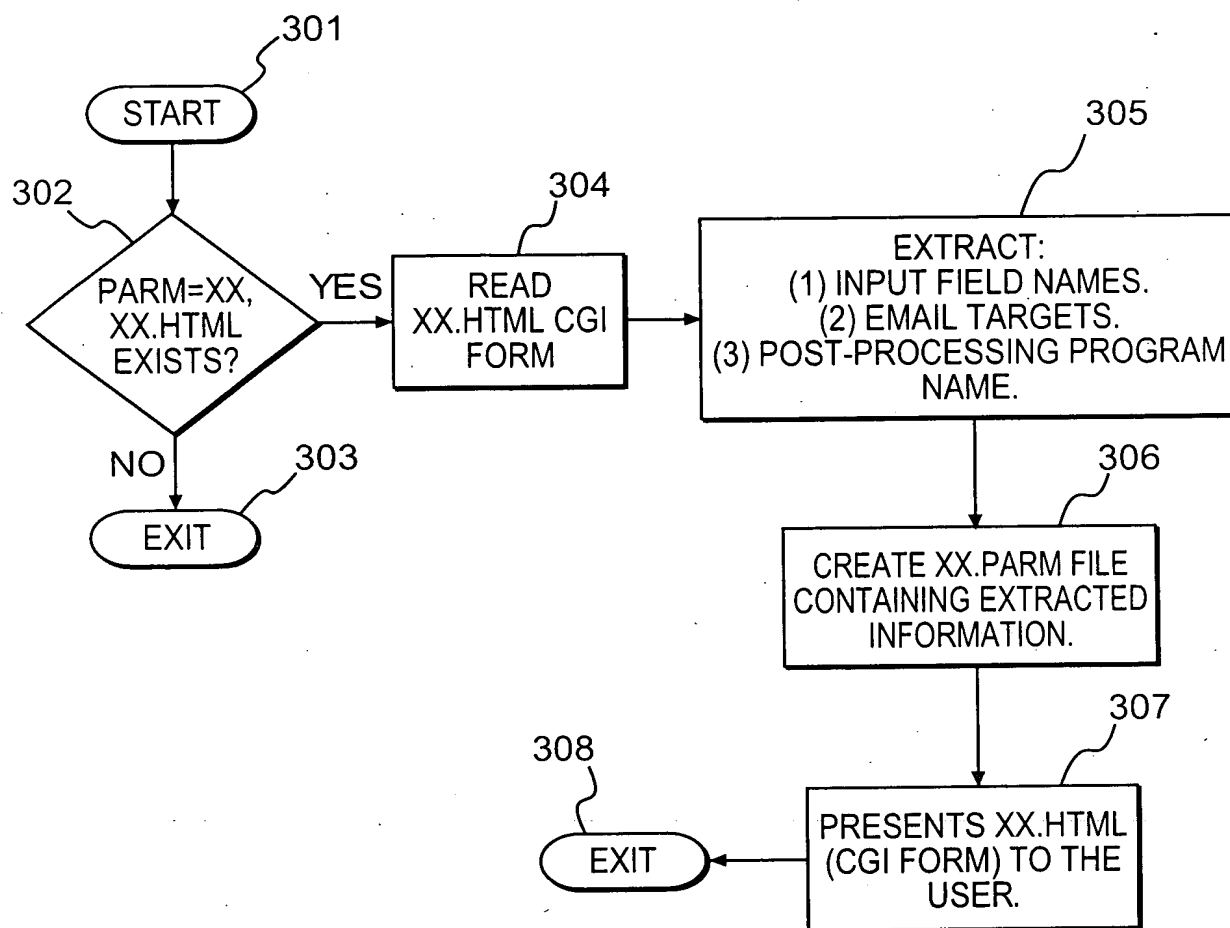 301
START
302
PARM=XX,
XX.HTML
EXISTS?
YES
NO
303
EXIT
304
READ
XX.HTML CGI
FORM
305
EXTRACT:
(1) INPUT FIELD NAMES.
(2) EMAIL TARGETS.
(3) POST-PROCESSING PROGRAM
NAME.
306
CREATE XX.PARM FILE
CONTAINING EXTRACTED
INFORMATION.
307
PRESENTS XX.HTML
(CGI FORM) TO THE
USER.
308
EXIT